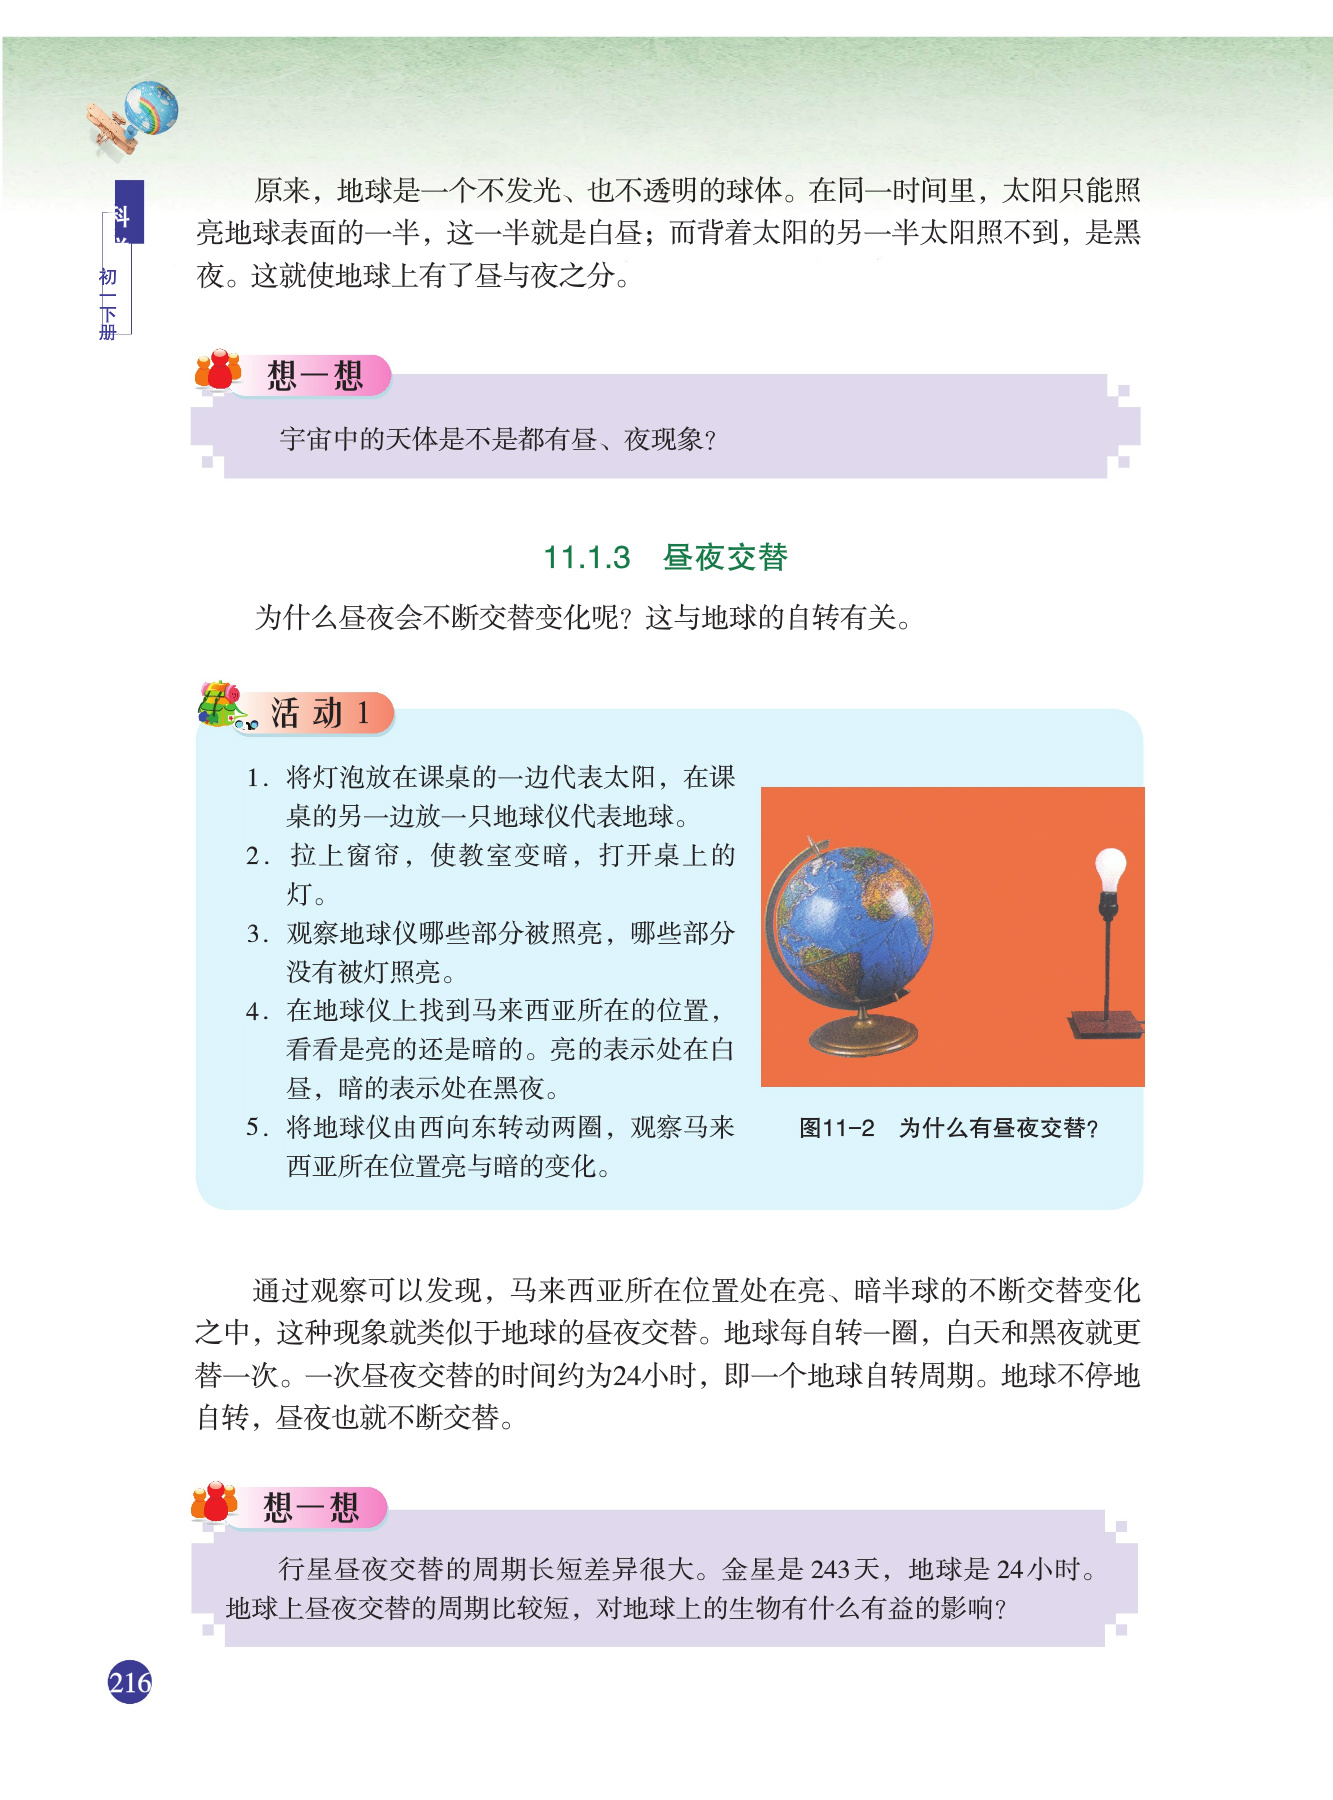 科
初一下册
原来，地球是一个不发光、也不透明的球体。在同一时间里，太阳只能照
亮地球表面的一半，这一半就是白昼；而背着太阳的另一半太阳照不到，是黑
夜。这就使地球上有了昼与夜之分。
想一想
宇宙中的天体是不是都有昼、夜现象？
11.1.3 昼夜交替
为什么昼夜会不断交替变化呢？这与地球的自转有关。
活动1
1. 将灯泡放在课桌的一边代表太阳，在课
桌的另一边放一只地球仪代表地球。
2. 拉上窗帘，使教室变暗，打开桌上的
灯。
3. 观察地球仪哪些部分被照亮，哪些部分
没有被灯照亮。
4. 在地球仪上找到马来西亚所在的位置，
看看是亮的还是暗的。亮的表示处在白
昼，暗的表示处在黑夜。
5. 将地球仪由西向东转动两圈，观察马来
西亚所在位置亮与暗的变化。
图11-2 为什么有昼夜交替？
通过观察可以发现，马来西亚所在位置处在亮、暗半球的不断交替变化
之中，这种现象就类似于地球的昼夜交替。地球每自转一圈，白天和黑夜就更
替一次。一次昼夜交替的时间约为24小时，即一个地球自转周期。地球不停地
自转，昼夜也就不断交替。
想一想
行星昼夜交替的周期长短差异很大。金星是 243天，地球是 24小时。
地球上昼夜交替的周期比较短，对地球上的生物有什么有益的影响？
216